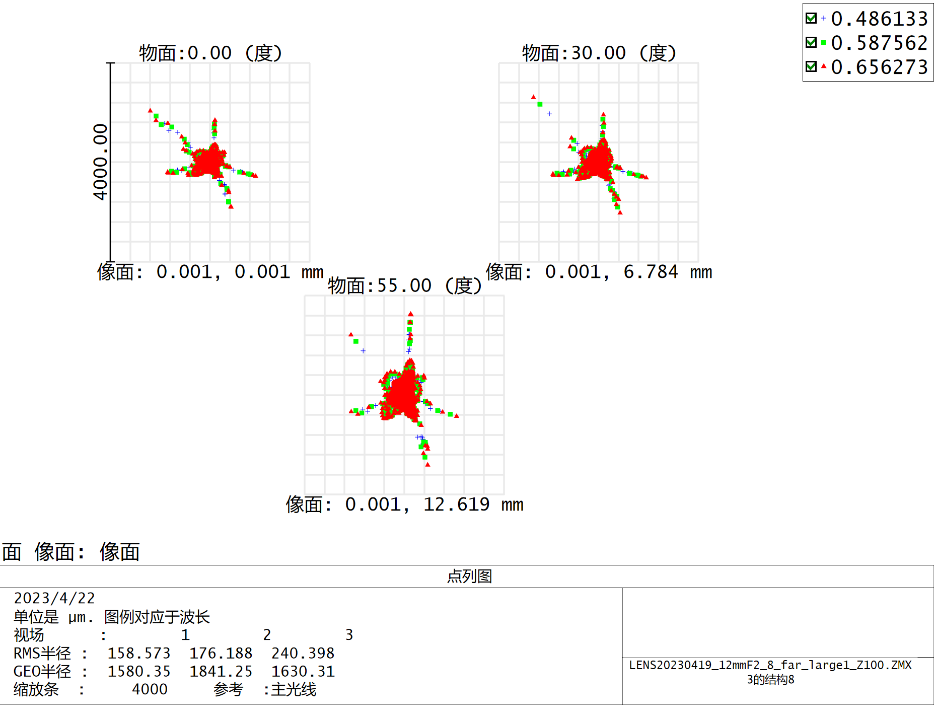 0.486133
0.587562
0.656273
物面:0.00 (度)
物面:30.00 (度)
4000.00
像面: 0.001, 0.001 mm
像面: 0.001, 6.784 mm
物面:55.00 (度)
像面: 0.001, 12.619 mm
面 像面: 像面
点列图
2023/4/22
单位是 µm. 图例对应于波长
视场 : 1 2 3
RMS半径 : 158.573 176.188 240.398
GEO半径 : 1580.35 1841.25 1630.31
缩放条 : 4000 参考 :主光线
LENS20230419_12mmF2_8_far_large1_Z100.ZMX
3的结构8